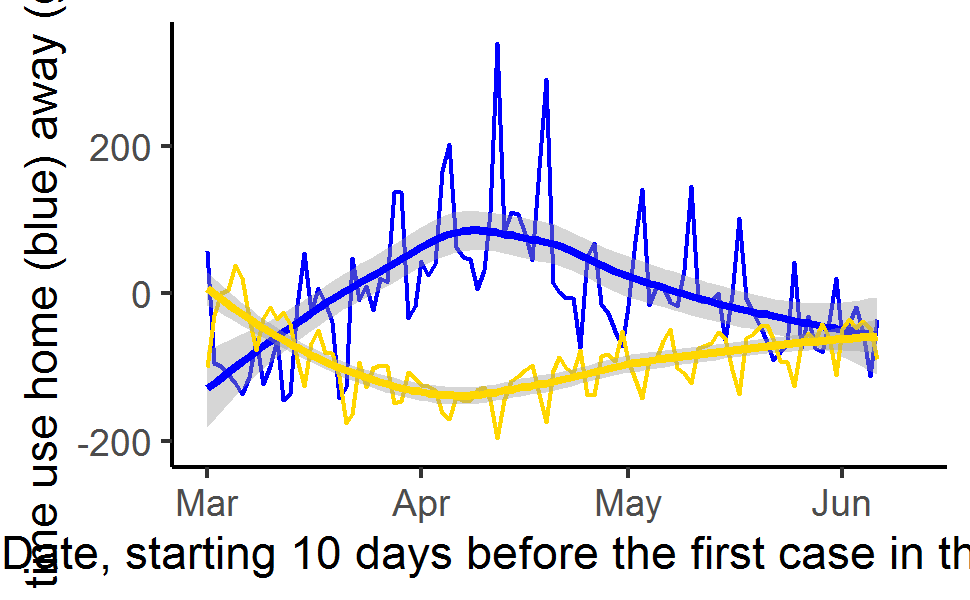 time use home (blue) away (
200
0
-200
Mar Apr May Jun
Date, starting 10 days before the first case in th